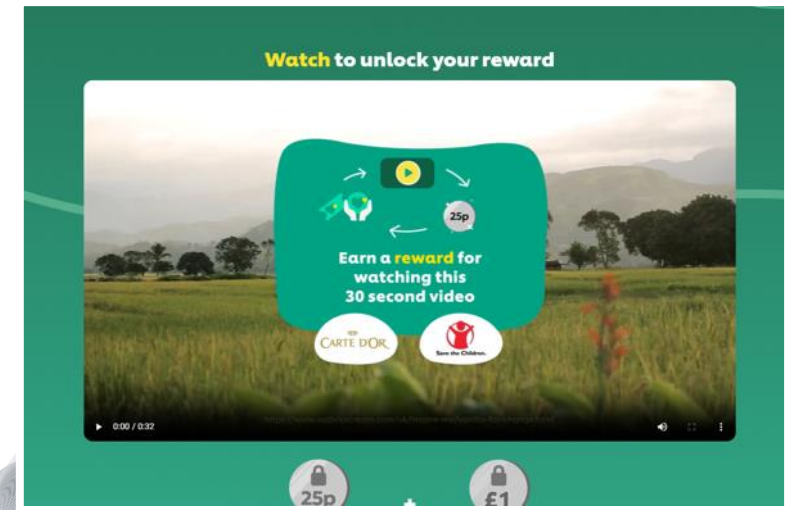 Watch to unlock your reward
25p
Earn a reward for
watching this
30 second video
CARTE D'OR
Save the Children.
0:00 / 0:32
25p
+
£1